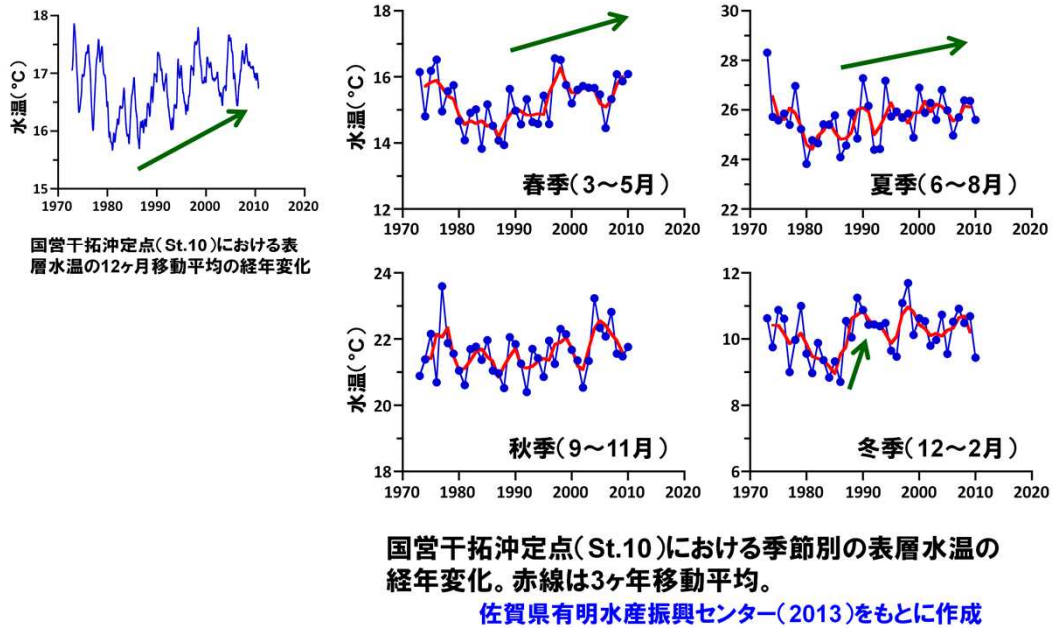 18
17
16
15
水温(°C)
1970 1980 1990 2000 2010 2020
国営干拓沖定点(St.10)における表
層水温の12ヶ月移動平均の経年変化
18
16
14
12
水温(°C)
春季(3～5月)
1970 1980 1990 2000 2010 2020
30
28
26
24
22
夏季(6～8月)
1970 1980 1990 2000 2010 2020
24
22
20
18
水温(°C)
秋季(9～11月)
1970 1980 1990 2000 2010 2020
12
10
8
6
冬季(12～2月)
1970 1980 1990 2000 2010 2020
国営干拓沖定点(St.10)における季節別の表層水温の
経年変化。赤線は3ヶ年移動平均。
佐賀県有明水産振興センター(2013)をもとに作成